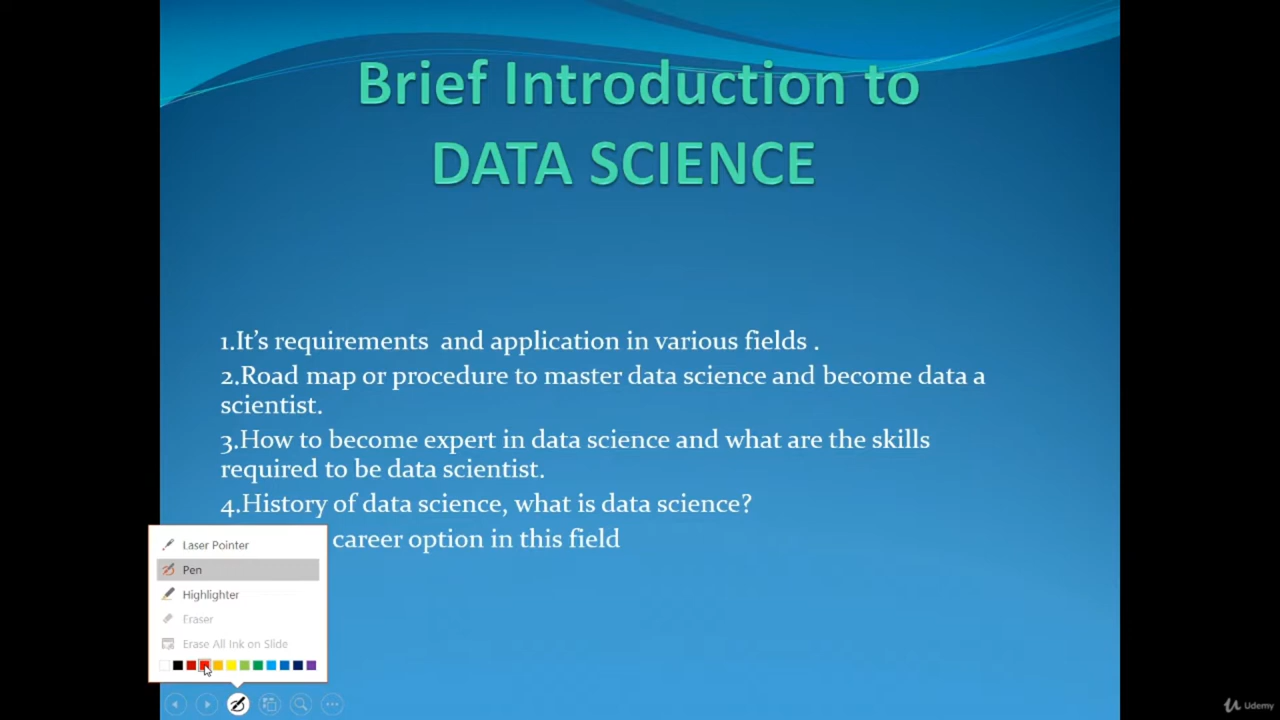 Brief Introduction to
DATA SCIENCE
1.It’s requirements  and application in various fields .
2.Road map or procedure to master data science and become data a
scientist.
3.How to become expert in data science and what are the skills
required to be data scientist.
4.History of data science, what is data science?
career option in this field
Laser Pointer
Pen
Highlighter
Eraser
Erase All Ink on Slide
Udemy